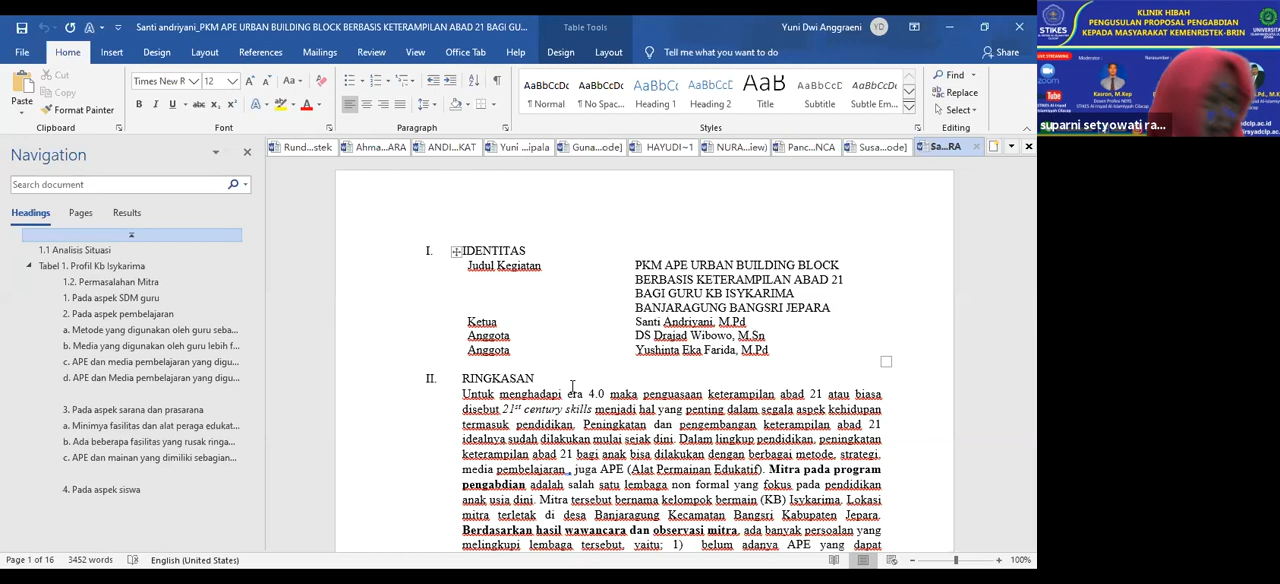 Santi andriyani_PKM APE URBAN BUILDING BLOCK BERBASIS KETERAMPILAN ABAD 21 BAGI GU...
Table Tools
Yuni Dwi Anggraeni
YD
File
Home
Insert
Design
Layout
References
Mailings
Review
View
Office Tab
Help
Design
Layout
Tell me what you want to do
Share
Paste
Cut
Copy
Format Painter
Clipboard
Times New R
12
Font
Paragraph
AaBbCcDc
AaBbCcDc
AaBbCc
AaBbCcD
AaB
AaBbCcD
AaBbCcDc
¶ Normal
¶ No Spac...
Heading 1
Heading 2
Title
Subtitle
Subtle Em...
Styles
Find
Replace
Select
Editing
Navigation
Search document
Headings
Pages
Results
1.1 Analisis Situasi
Tabel 1. Profil Kb Isykarima
1.2. Permasalahan Mitra
1. Pada aspek SDM guru
2. Pada aspek pembelajaran
a. Metode yang digunakan oleh guru seba...
b. Media yang digunakan oleh guru lebih f...
c. APE dan media pembelajaran yang digu...
d. APE dan Media pembelajaran yang digu...
3. Pada aspek sarana dan prasarana
a. Minimya fasilitas dan alat peraga edukat...
b. Ada beberapa fasilitas yang rusak ringa...
c. APE dan mainan yang dimiliki sebagian...
4. Pada aspek siswa
Rund...stek
Ahma...ARA
ANDI...KAT
Yuni ...ipala
Guna...ode]
HAYUDI~1
NURA...iew)
Panc...NCA
Susa...ode]
Sa...RA
I. IDENTITAS
Judul Kegiatan PKM APE URBAN BUILDING BLOCK
BERBASIS KETERAMPILAN ABAD 21
BAGI GURU KB ISYKARIMA
BANJARAGUNG BANGSRI JEPARA
Ketua Santi Andriyani, M.Pd
Anggota DS Drajad Wibowo, M.Sn
Anggota Yushinta Eka Farida, M.Pd
II. RINGKASAN
Untuk menghadapi era 4.0 maka penguasaan keterampilan abad 21 atau biasa
disebut 21st century skills menjadi hal yang penting dalam segala aspek kehidupan
termasuk pendidikan. Peningkatan dan pengembangan keterampilan abad 21
idealnya sudah dilakukan mulai sejak dini. Dalam lingkup pendidikan, peningkatan
keterampilan abad 21 bagi anak bisa dilakukan dengan berbagai metode, strategi,
media pembelajaran , juga APE (Alat Permainan Edukatif). Mitra pada program
pengabdian adalah salah satu lembaga non formal yang fokus pada pendidikan
anak usia dini. Mitra tersebut bernama kelompok bermain (KB) Isykarima. Lokasi
mitra terletak di desa Banjaragung Kecamatan Bangsri Kabupaten Jepara.
Berdasarkan hasil wawancara dan observasi mitra, ada banyak persoalan yang
melingkupi lembaga tersebut, yaitu; 1) belum adanya APE yang dapat
Page 1 of 16
3452 words
English (United States)
100%
KLINIK HIBAH
PENGUSULAN PROPOSAL PENGABDIAN
KEPADA MASYARAKAT KEMENRISTEK-BRIN
STIKES
zoom
Kasron, M.Kep
suparni setyowati ra...